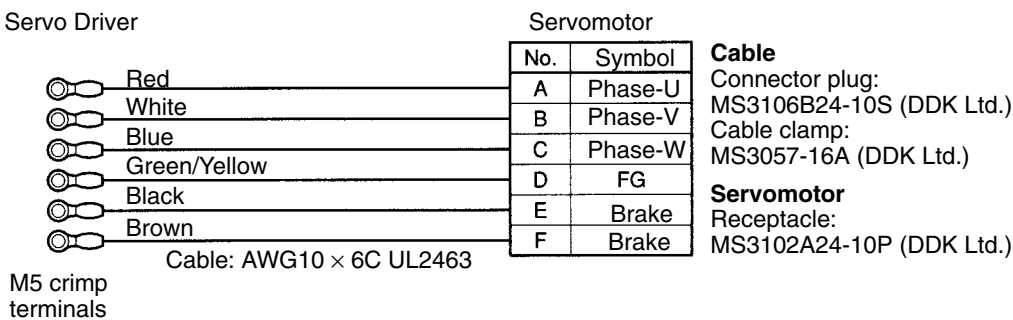 Servo Driver
Servomotor
No. Symbol
Red
A Phase-U
White
B Phase-V
Blue
C Phase-W
Green/Yellow
D FG
Black
E Brake
Brown
F Brake
Cable: AWG10 × 6C UL2463
M5 crimp
terminals
Cable
Connector plug:
MS3106B24-10S (DDK Ltd.)
Cable clamp:
MS3057-16A (DDK Ltd.)
Servomotor
Receptacle:
MS3102A24-10P (DDK Ltd.)